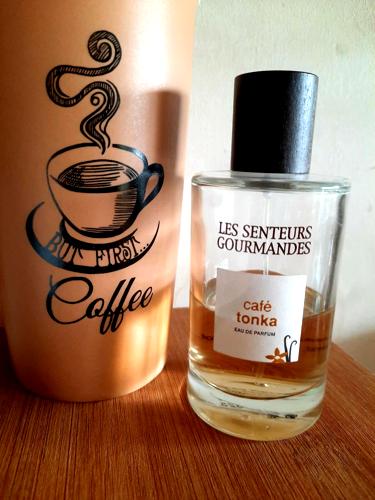 BUT FIRST...
Coffee
LES SENTEURS
GOURMANDES
café
tonka
EAU DE PARFUM